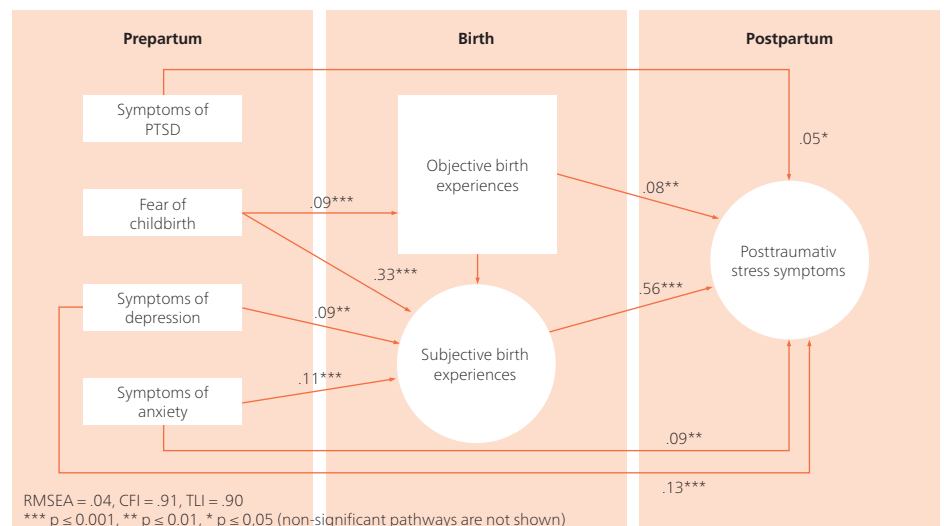 Prepartum
Birth
Postpartum
Symptoms of
PTSD
.05*
Objective birth
experiences
.08**
Fear of
childbirth
.09***
Posttraumativ
stress symptoms
.33***
.56***
Symptoms of
depression
.09**
Subjective birth
experiences
.11***
Symptoms of
anxiety
.09**
.13***
RMSEA = .04, CFI = .91, TLI = .90
*** p ≤ 0.001, ** p ≤ 0.01, * p ≤ 0,05 (non-significant pathways are not shown)